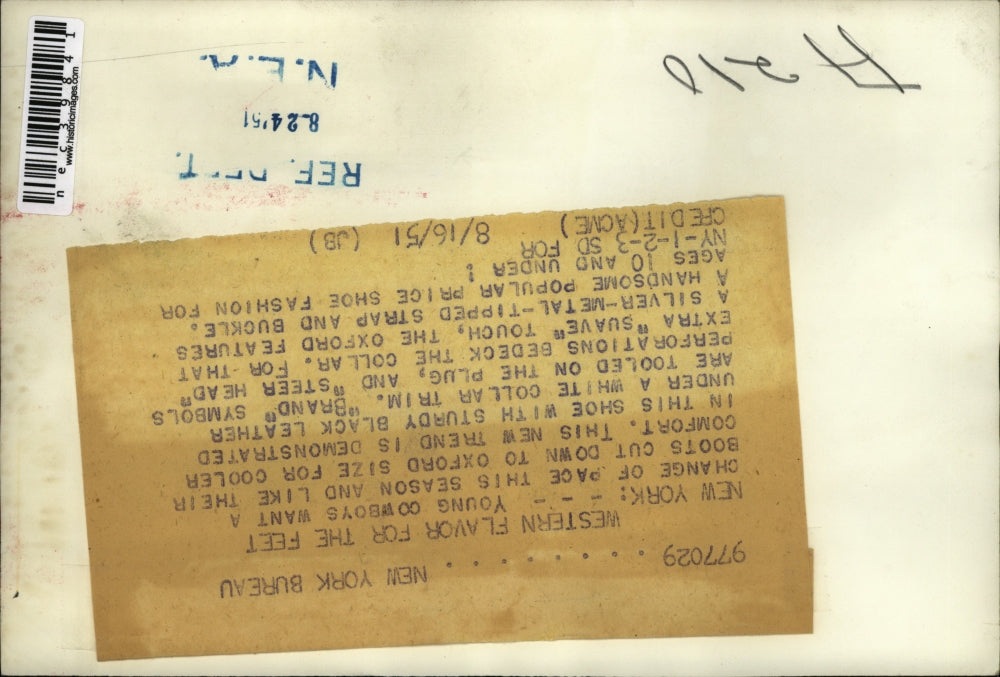 977029 . . . . . . . . NEW YORK BUREAU
WESTERN FLAVOR FOR THE FEET
NEW YORK: - - - YOUNG COWBOYS WANT A
CHANGE OF PACE THIS SEASON AND LIKE THEIR
BOOTS CUT DOWN TO OXFORD SIZE FOR COOLER
COMFORT. THIS NEW TREND IS DEMONSTRATED
IN THIS SHOE WITH STURDY BLACK LEATHER
UNDER A WHITE COLLAR TRIM. "BRAND" SYMBOLS
ARE TOOLED ON THE PLUG, AND "STEER HEAD"
PERFORATIONS BEDECK THE COLLAR. FOR THAT
EXTRA "SUAVE" TOUCH, THE OXFORD FEATURES
A SILVER-METAL-TIPPED STRAP AND BUCKLE.
A HANDSOME POPULAR PRICE SHOE FASHION FOR
AGES 10 AND UNDER!
NY-1-2-3 SD FOR
CREDIT (ACME) 8/16/51 (JB)
REF.
8-24'51
N.E.A.
210
www.historicimages.com
nec39841